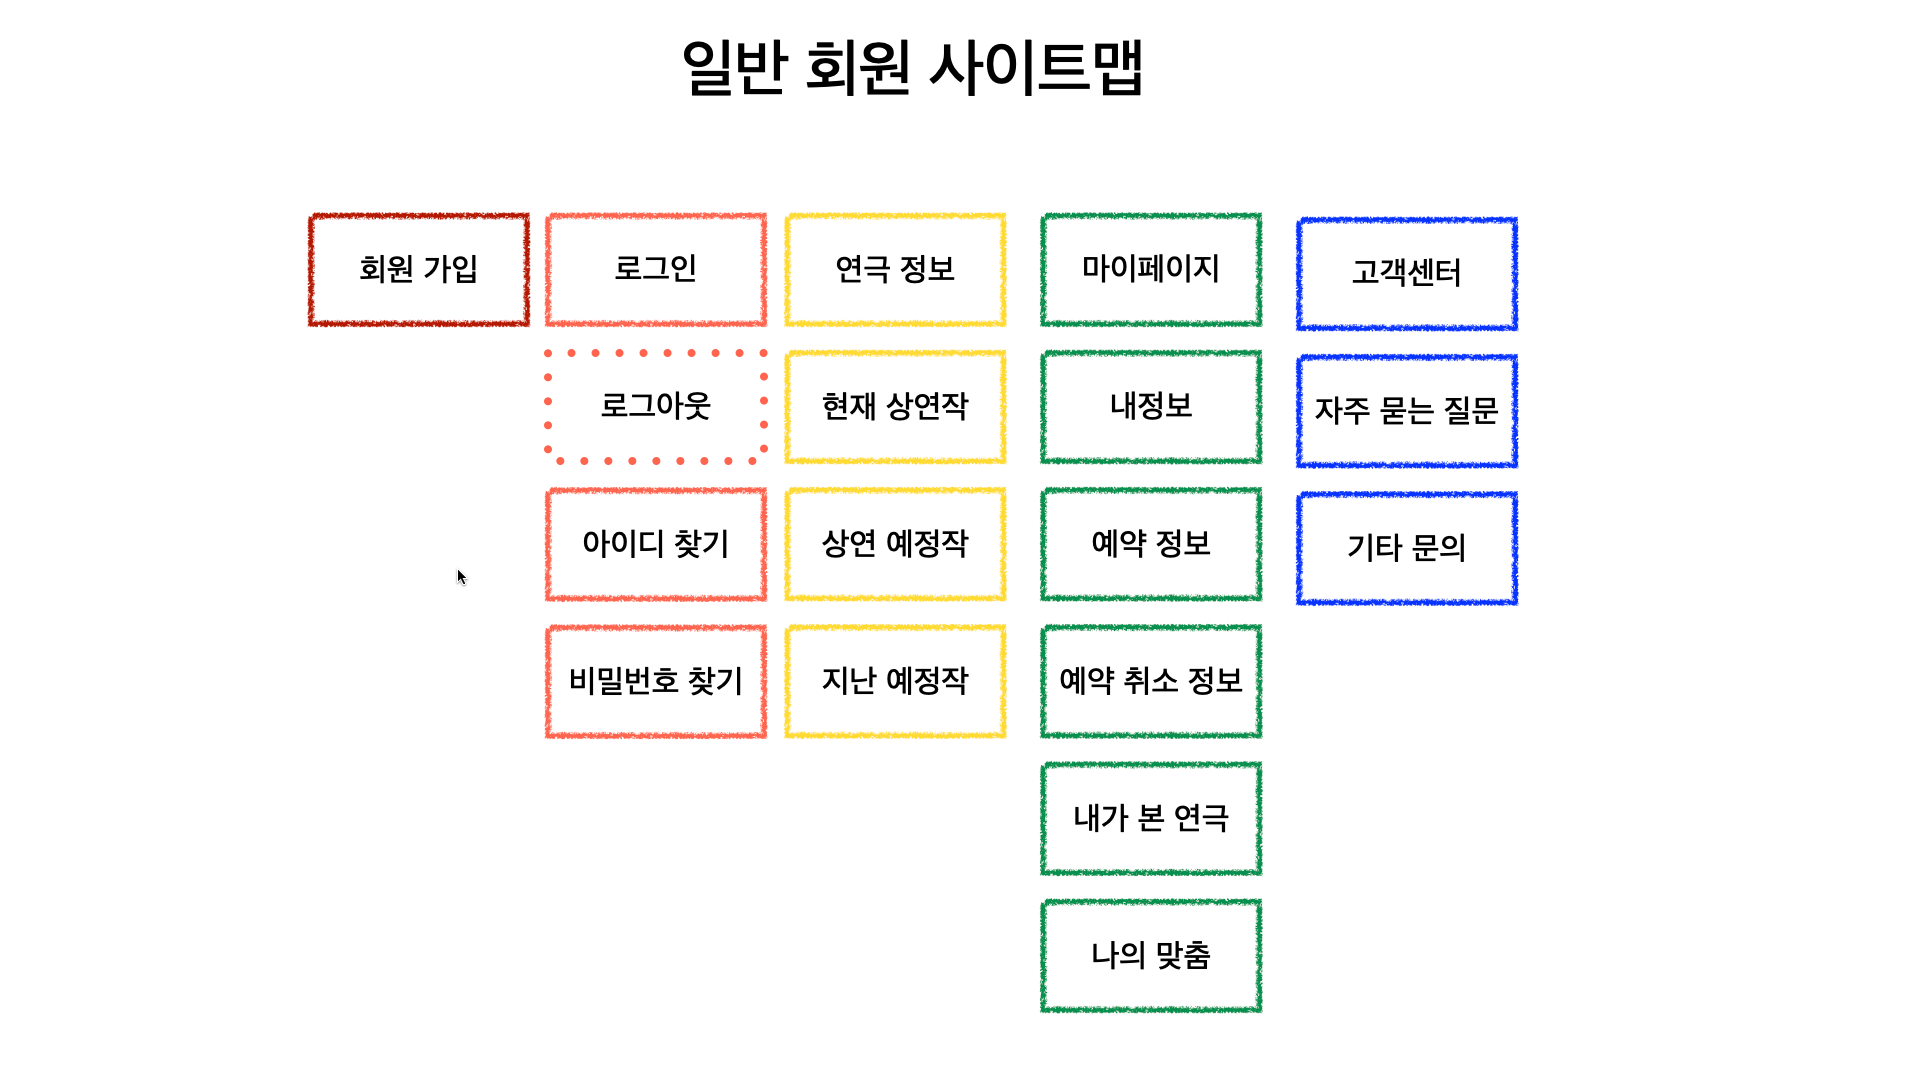 일반 회원 사이트맵
회원 가입
로그인
연극 정보
마이페이지
고객센터
로그아웃
현재 상연작
내정보
자주 묻는 질문
아이디 찾기
상연 예정작
예약 정보
기타 문의
비밀번호 찾기
지난 예정작
예약 취소 정보
내가 본 연극
나의 맞춤